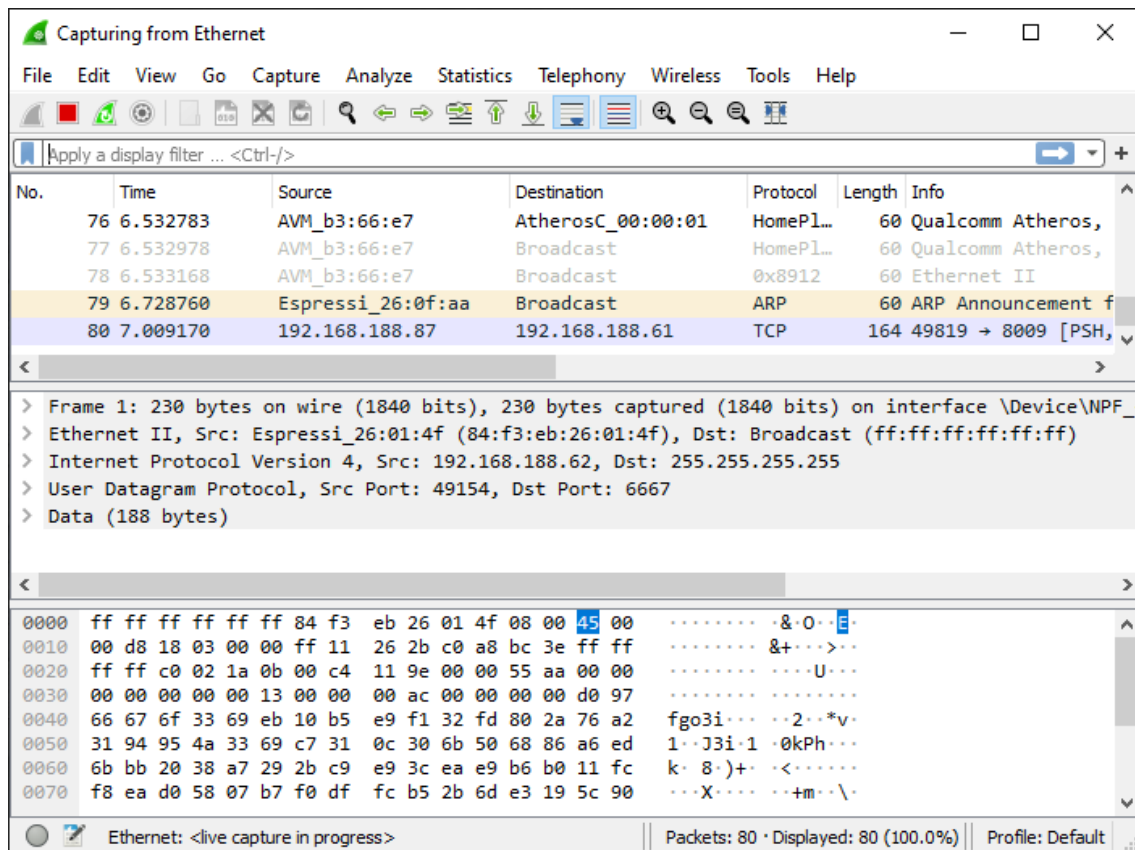 Capturing from Ethernet
File Edit View Go Capture Analyze Statistics Telephony Wireless Tools Help
Apply a display filter ... <Ctrl-/>
No. Time Source Destination Protocol Length Info
76 6.532783 AVM_b3:66:e7 AtherosC_00:00:01 HomePl… 60 Qualcomm Atheros,
77 6.532978 AVM_b3:66:e7 Broadcast HomePl… 60 Qualcomm Atheros,
78 6.533168 AVM_b3:66:e7 Broadcast 0x8912 60 Ethernet II
79 6.728760 Espressi_26:0f:aa Broadcast ARP 60 ARP Announcement f
80 7.009170 192.168.188.87 192.168.188.61 TCP 164 49819 → 8009 [PSH,
> Frame 1: 230 bytes on wire (1840 bits), 230 bytes captured (1840 bits) on interface \Device\NPF_
> Ethernet II, Src: Espressi_26:01:4f (84:f3:eb:26:01:4f), Dst: Broadcast (ff:ff:ff:ff:ff:ff)
> Internet Protocol Version 4, Src: 192.168.188.62, Dst: 255.255.255.255
> User Datagram Protocol, Src Port: 49154, Dst Port: 6667
> Data (188 bytes)
0000 ff ff ff ff ff ff 84 f3 eb 26 01 4f 08 00 45 00 ········ ·&·O··E·
0010 00 d8 18 03 00 00 ff 11 26 2b c0 a8 bc 3e ff ff ········ &+···>··
0020 ff ff c0 02 1a 0b 00 c4 11 9e 00 00 55 aa 00 00 ········ ····U···
0030 00 00 00 00 00 13 00 00 00 ac 00 00 00 00 d0 97 ········ ········
0040 66 67 6f 33 69 eb 10 b5 e9 f1 32 fd 80 2a 76 a2 fgo3i··· ··2··*v·
0050 31 94 95 4a 33 69 c7 31 0c 30 6b 50 68 86 a6 ed 1··J3i·1 ·0kPh···
0060 6b bb 20 38 a7 29 2b c9 e9 3c ea e9 b6 b0 11 fc k· 8·)+· ·<······
0070 f8 ea d0 58 07 b7 f0 df fc b5 2b 6d e3 19 5c 90 ···X···· ··+m··\·
Ethernet: <live capture in progress> Packets: 80 · Displayed: 80 (100.0%) Profile: Default